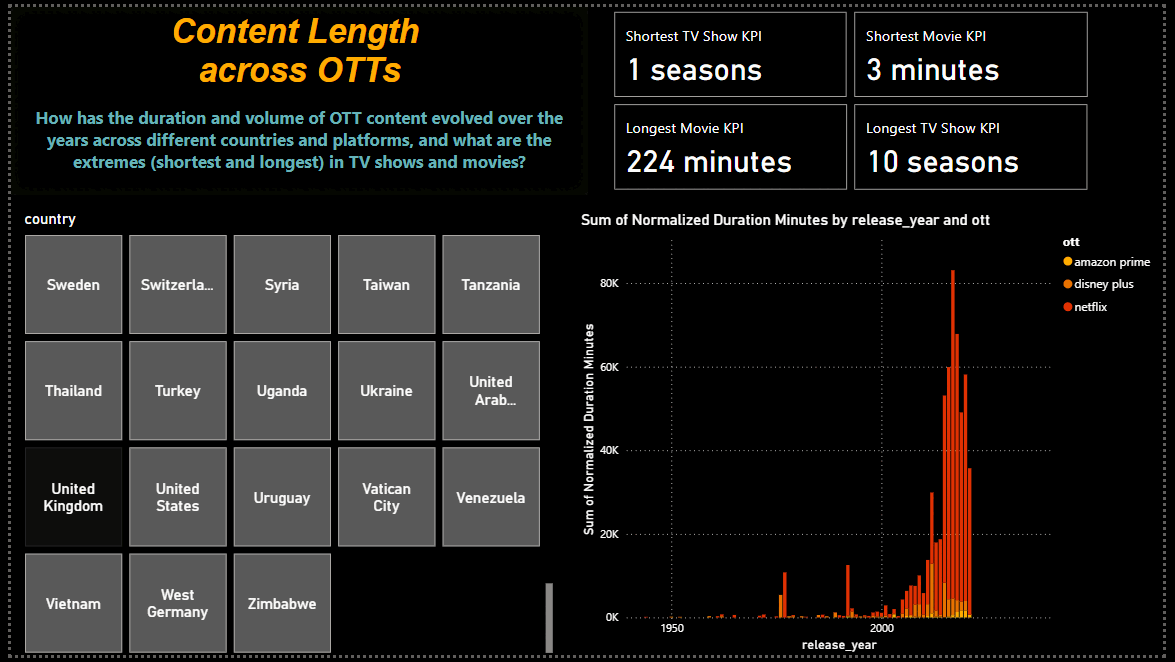 Content Length
across OTTs
How has the duration and volume of OTT content evolved over the
years across different countries and platforms, and what are the
extremes (shortest and longest) in TV shows and movies?
Shortest TV Show KPI
1 seasons
Shortest Movie KPI
3 minutes
Longest Movie KPI
224 minutes
Longest TV Show KPI
10 seasons
country
Sweden
Switzerla...
Syria
Taiwan
Tanzania
Thailand
Turkey
Uganda
Ukraine
United
Arab...
United
Kingdom
United
States
Uruguay
Vatican
City
Venezuela
Vietnam
West
Germany
Zimbabwe
Sum of Normalized Duration Minutes by release_year and ott
ott
amazon prime
disney plus
netflix
Sum of Normalized Duration Minutes
80K
60K
40K
20K
0K
1950
2000
release_year